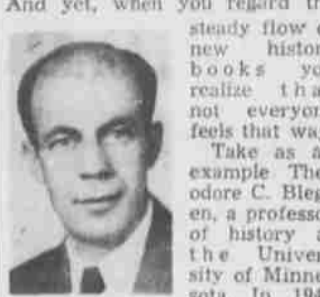 And yet, when you regard th
steady flow o
new histor
books yo
realize tha
not everyon
feels that wa
Take as a
example The-
odore C. Bleg
en, a professo
of history a
the Univer
sity of Minne
sota. In 194